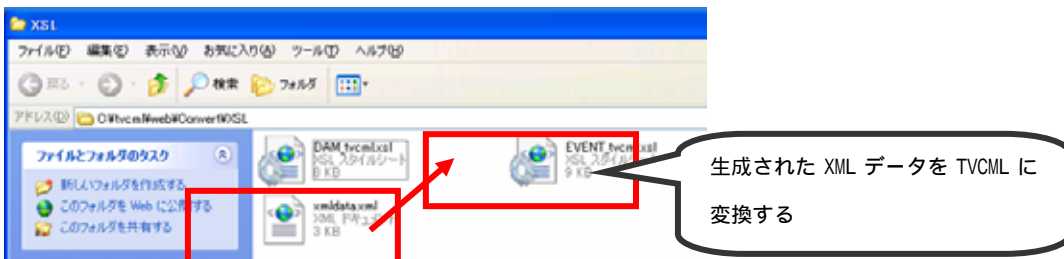 XSL
ファイル(F) 編集(E) 表示(V) お気に入り(A) ツール(T) ヘルプ(H)
戻る 検索 フォルダ
アドレス(D) C:¥tvcml¥web¥Convert¥XSL
ファイルとフォルダのタスク
新しいフォルダを作成する
このフォルダを Web に公開する
このフォルダを共有する
DAM_tvcml.xsl
XSL スタイルシート
8 KB
EVENT_tvcml.xsl
XSL スタイルシート
9 KB
xmldata.xml
XML ドキュメント
3 KB
生成された XML データを TVCML に
変換する